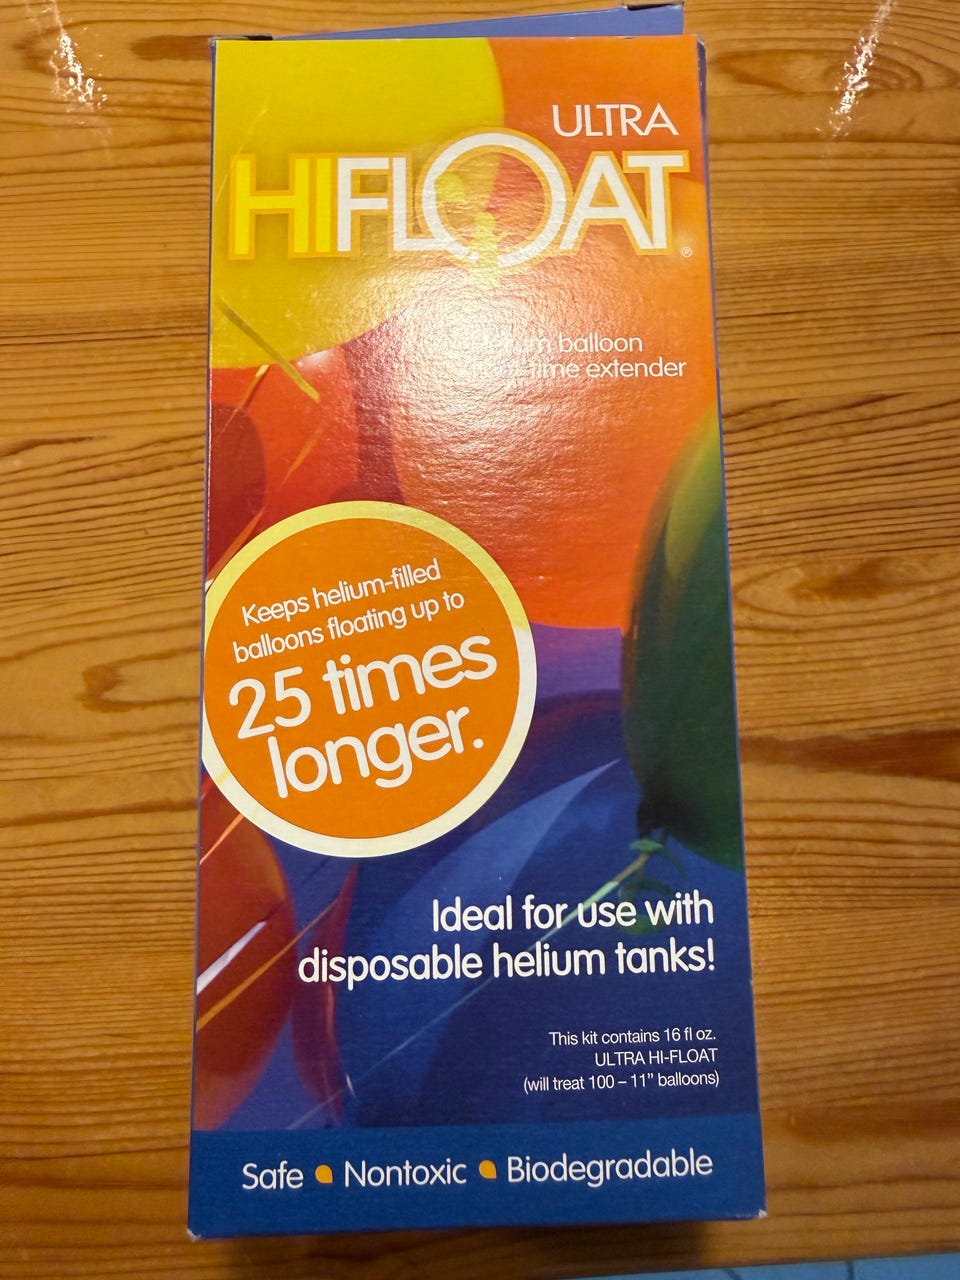 ULTRA
HIFLOAT®
balloon
extender
Keeps helium-filled
balloons floating up to
25 times
longer.
Ideal for use with
disposable helium tanks!
This kit contains 16 fl oz.
ULTRA HI-FLOAT
(will treat 100 – 11” balloons)
Safe Nontoxic Biodegradable